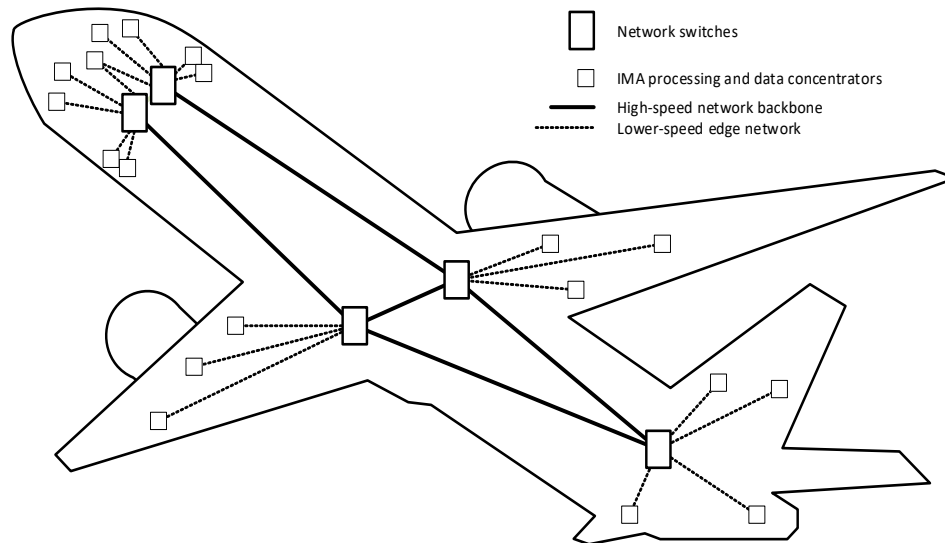 Network switches
IMA processing and data concentrators
High-speed network backbone
Lower-speed edge network